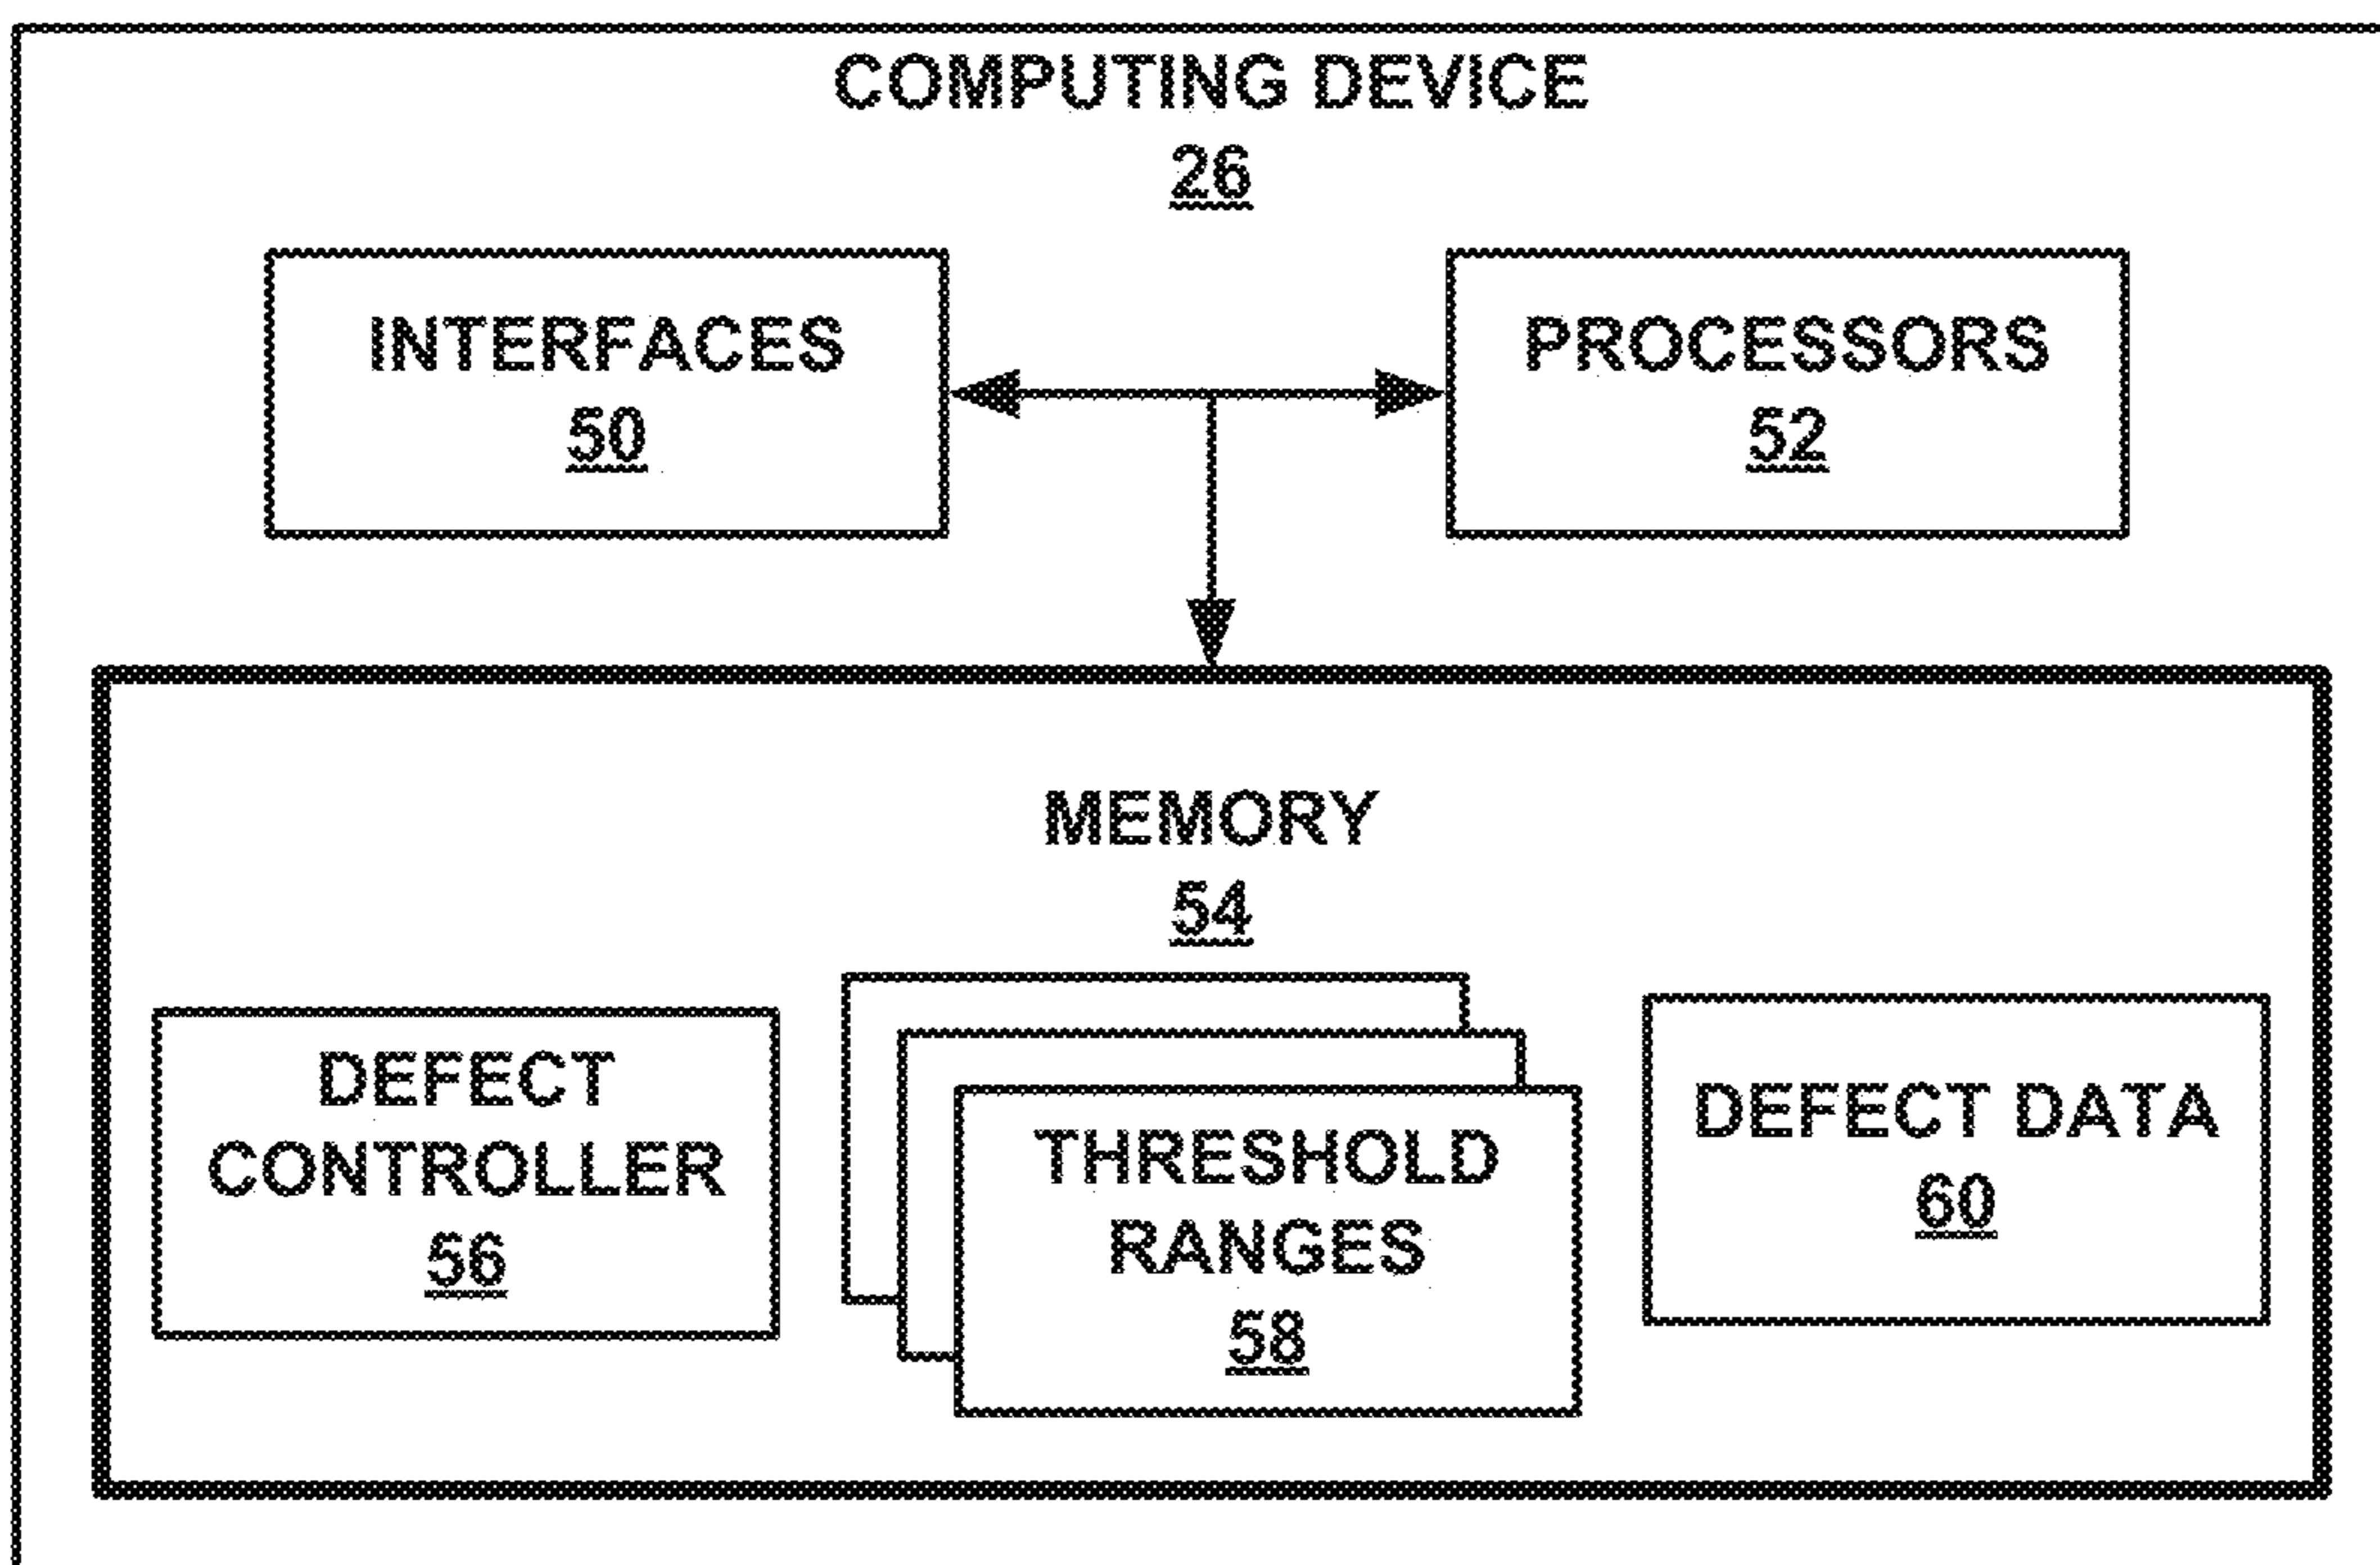 COMPUTING DEVICE
26
INTERFACES
50
PROCESSORS
52
MEMORY
54
DEFECT
CONTROLLER
56
THRESHOLD
RANGES
58
DEFECT DATA
60